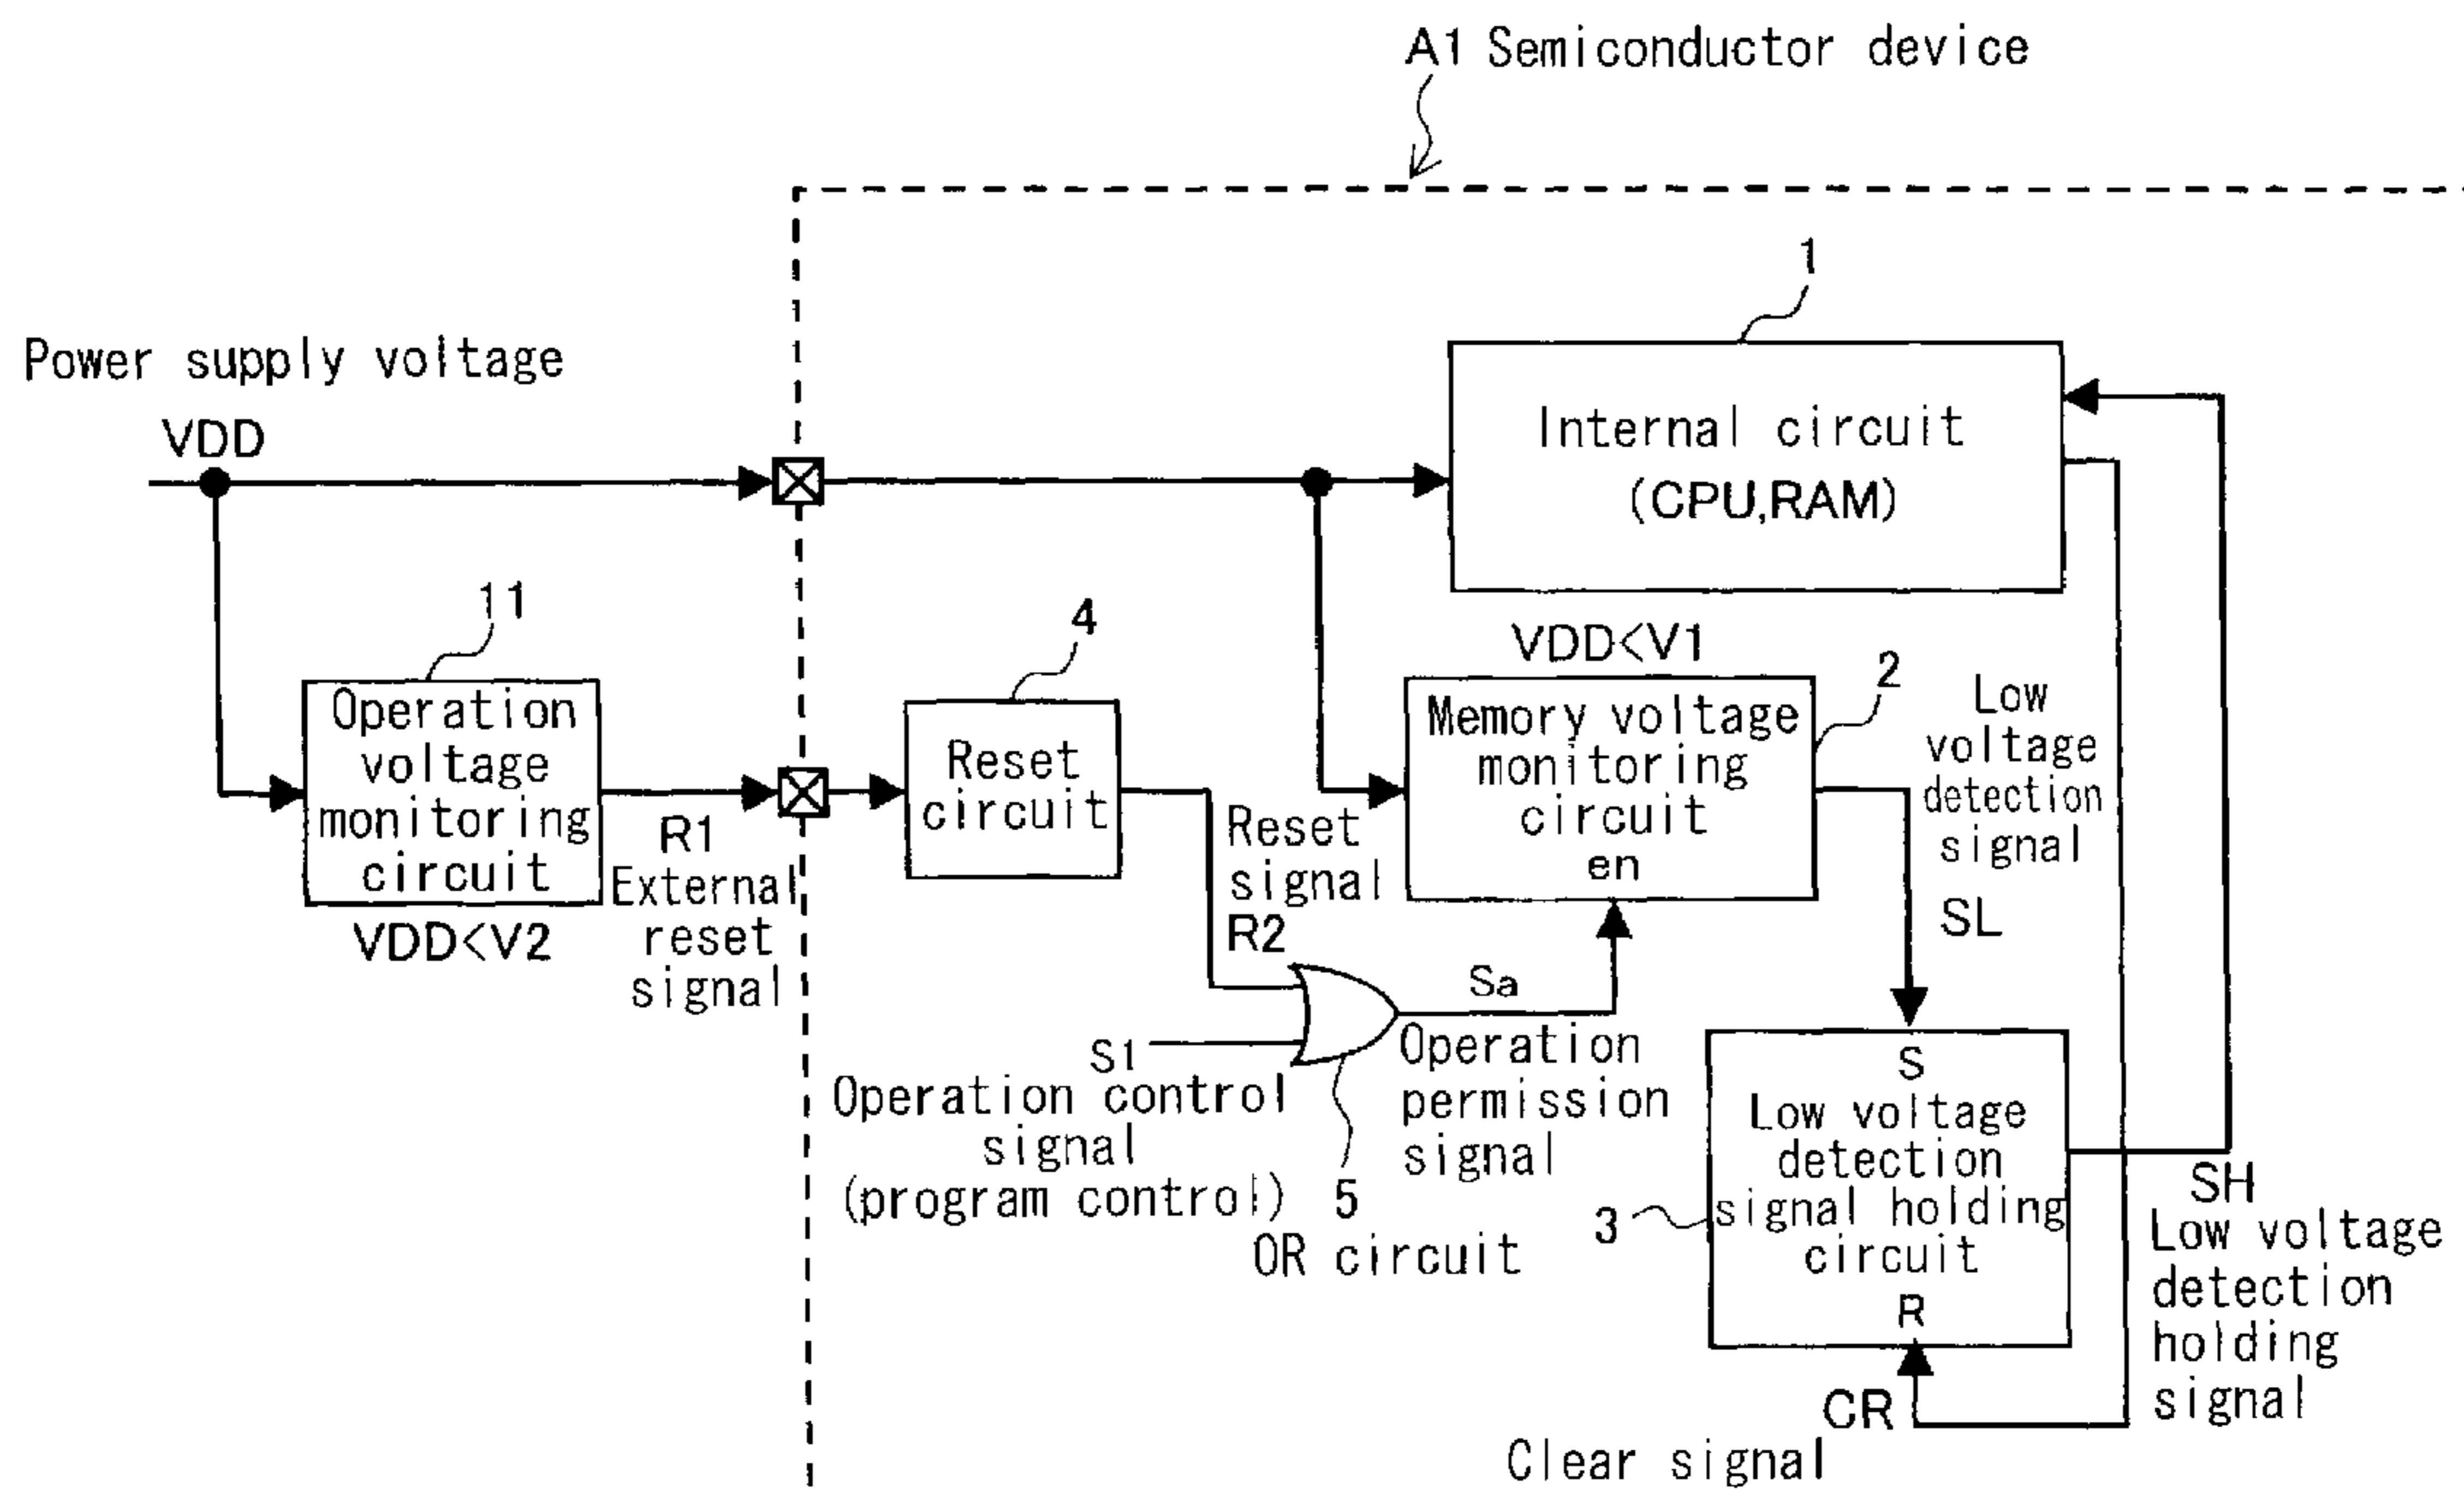 A1 Semiconductor device
1
Power supply voltage
VDD
Internal circuit
(CPU,RAM)
11
Operation
voltage
monitoring
circuit
VDD<V2
R1
External
reset
signal
4
Reset
circuit
Reset
signal
R2
VDD<V1
2
Memory voltage
monitoring
circuit
en
Low
voltage
detection
signal
SL
Sa
Operation
permission
signal
S1
Operation control
signal
(program control)
5
OR circuit
3
S
Low voltage
detection
signal holding
circuit
R
SH
Low voltage
detection
holding
signal
CR
Clear signal